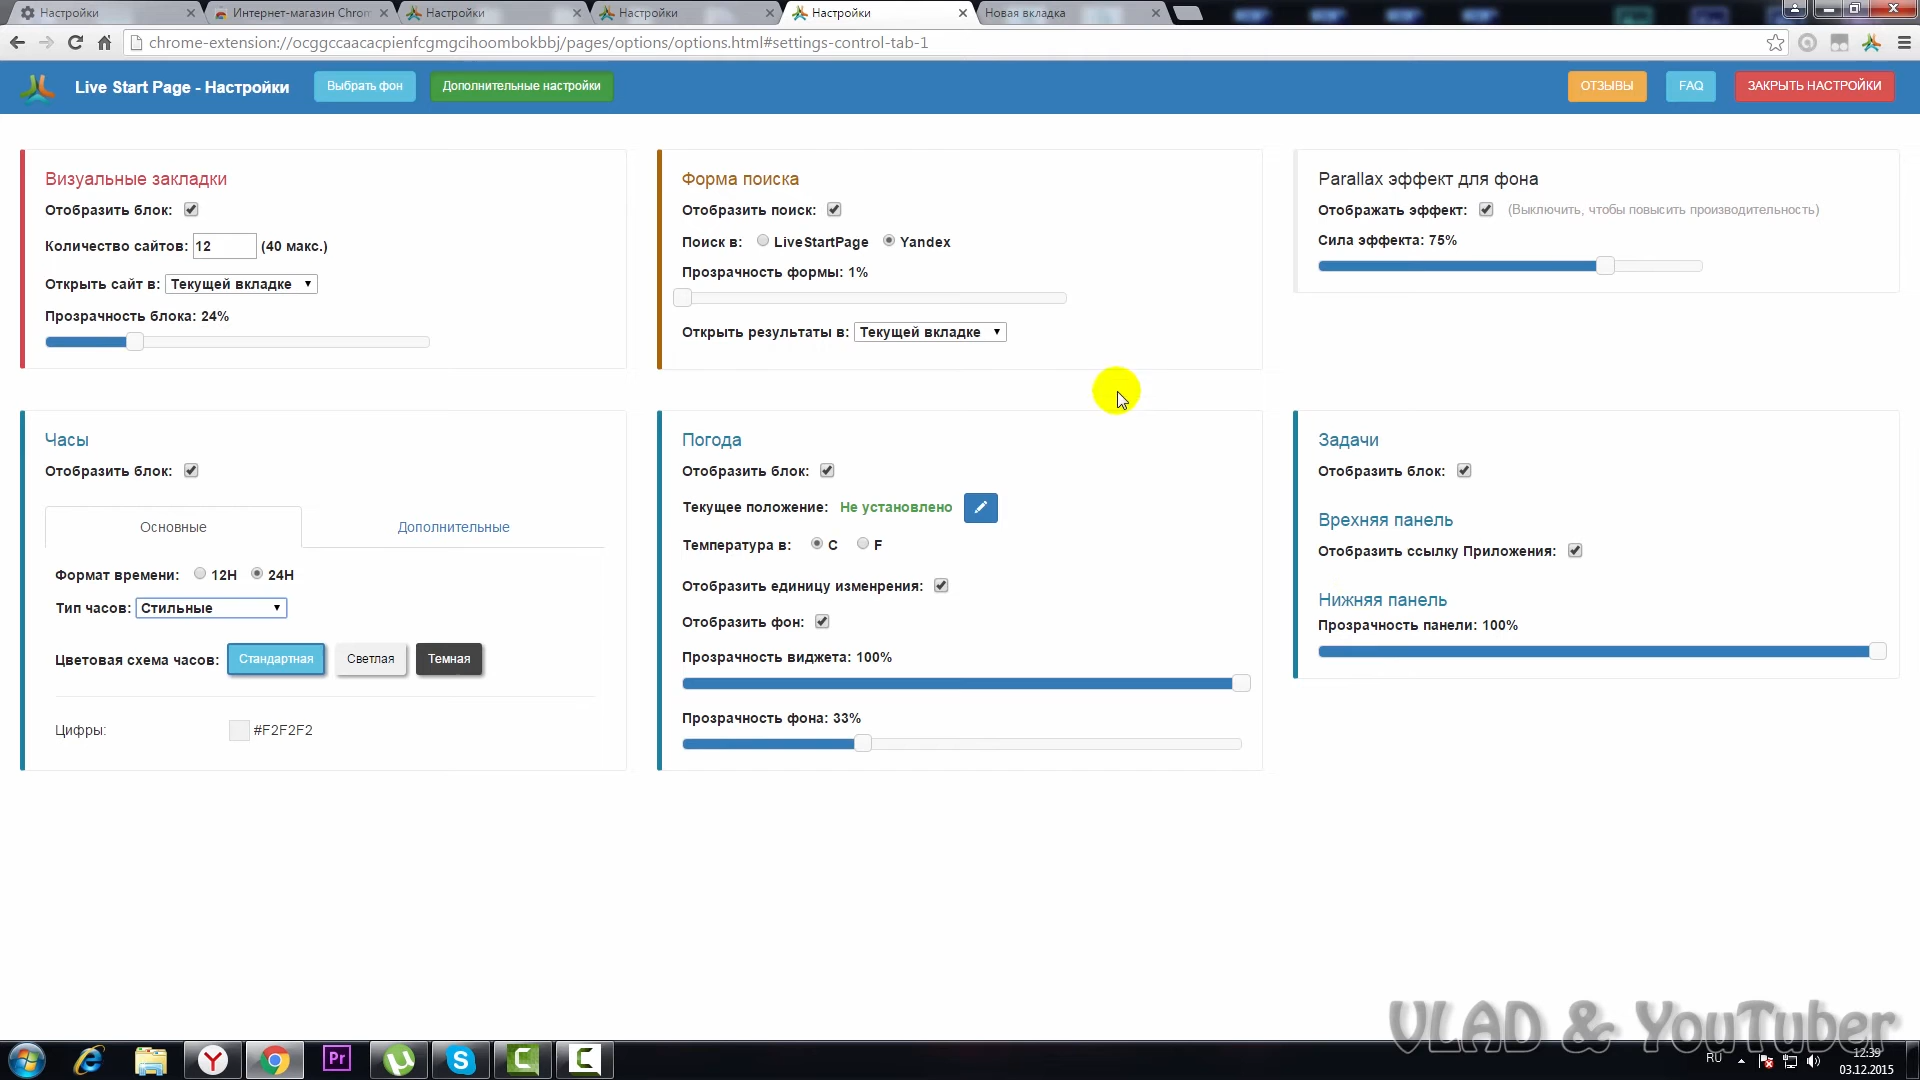 Настройки
Интернет-магазин Chrom
Настройки
Настройки
Настройки
Новая вкладка
chrome-extension://ocggccaacacpienfcgmgcihoombokbbj/pages/options/options.html#settings-control-tab-1
Live Start Page - Настройки
Выбрать фон
Дополнительные настройки
ОТЗЫВЫ
FAQ
ЗАКРЫТЬ НАСТРОЙКИ
Визуальные закладки
Отобразить блок:
Количество сайтов: 12 (40 макс.)
Открыть сайт в: Текущей вкладке
Прозрачность блока: 24%
Форма поиска
Отобразить поиск:
Поиск в: LiveStartPage Yandex
Прозрачность формы: 1%
Открыть результаты в: Текущей вкладке
Parallax эффект для фона
Отображать эффект: (Выключить, чтобы повысить производительность)
Сила эффекта: 75%
Часы
Отобразить блок:
Основные
Дополнительные
Формат времени: 12H 24H
Тип часов: Стильные
Цветовая схема часов: Стандартная Светлая Темная
Цифры: #F2F2F2
Погода
Отобразить блок:
Текущее положение: Не установлено
Температура в: C F
Отобразить единицу изменрения:
Отобразить фон:
Прозрачность виджета: 100%
Прозрачность фона: 33%
Задачи
Отобразить блок:
Врехняя панель
Отобразить ссылку Приложения:
Нижняя панель
Прозрачность панели: 100%
VLAD & YouTuber
Pr
RU
12:39
03.12.2015